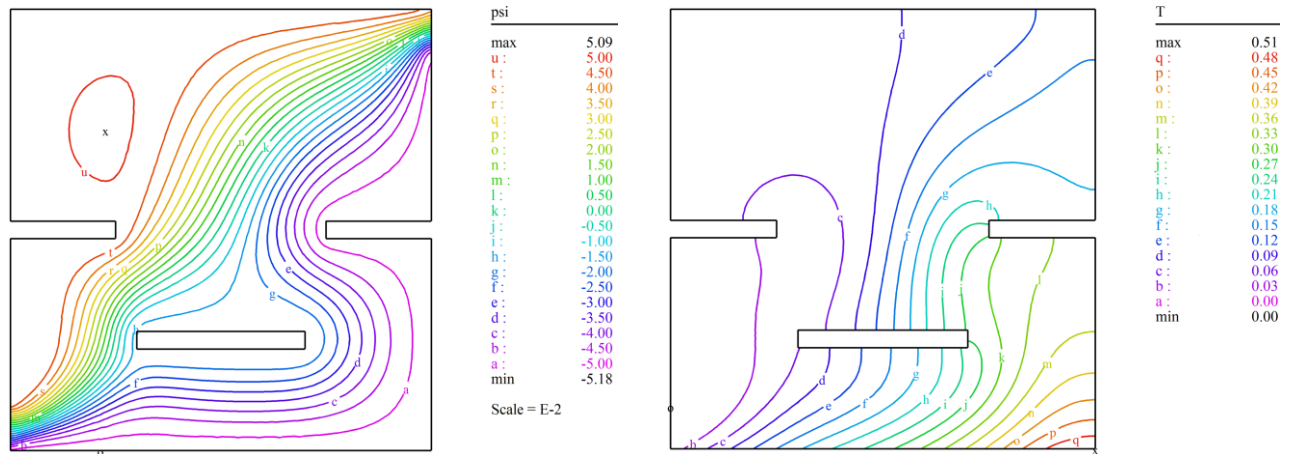 psi
max 5.09
u : 5.00
t : 4.50
s : 4.00
r : 3.50
q : 3.00
p : 2.50
o : 2.00
n : 1.50
m : 1.00
l : 0.50
k : 0.00
j : -0.50
i : -1.00
h : -1.50
g : -2.00
f : -2.50
e : -3.00
d : -3.50
c : -4.00
b : -4.50
a : -5.00
min -5.18
Scale = E-2
x
u
n
k
t
p
r
q
e
g
h
s
f
d
c
a
m
b
o
T
max 0.51
q : 0.48
p : 0.45
o : 0.42
n : 0.39
m : 0.36
l : 0.33
k : 0.30
j : 0.27
i : 0.24
h : 0.21
g : 0.18
f : 0.15
e : 0.12
d : 0.09
c : 0.06
b : 0.03
a : 0.00
min 0.00
d
e
g
h
c
f
l
j
k
m
d
g
o
e
f
h
i
j
n
b
c
o
p
q
x